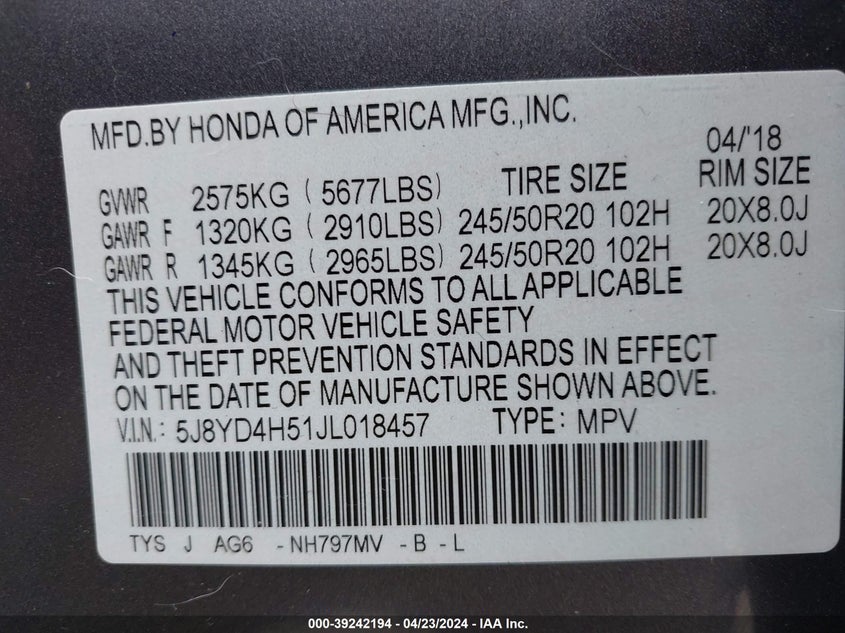 MFD.BY HONDA OF AMERICA MFG.,INC.
04/'18
GVWR 2575KG ( 5677LBS) TIRE SIZE RIM SIZE
GAWR F 1320KG ( 2910LBS) 245/50R20 102H 20X8.0J
GAWR R 1345KG ( 2965LBS) 245/50R20 102H 20X8.0J
THIS VEHICLE CONFORMS TO ALL APPLICABLE
FEDERAL MOTOR VEHICLE SAFETY
AND THEFT PREVENTION STANDARDS IN EFFECT
ON THE DATE OF MANUFACTURE SHOWN ABOVE.
V.I.N.: 5J8YD4H51JL018457 TYPE: MPV
TYS J AG6 - NH797MV - B - L
000-39242194 - 04/23/2024 - IAA Inc.